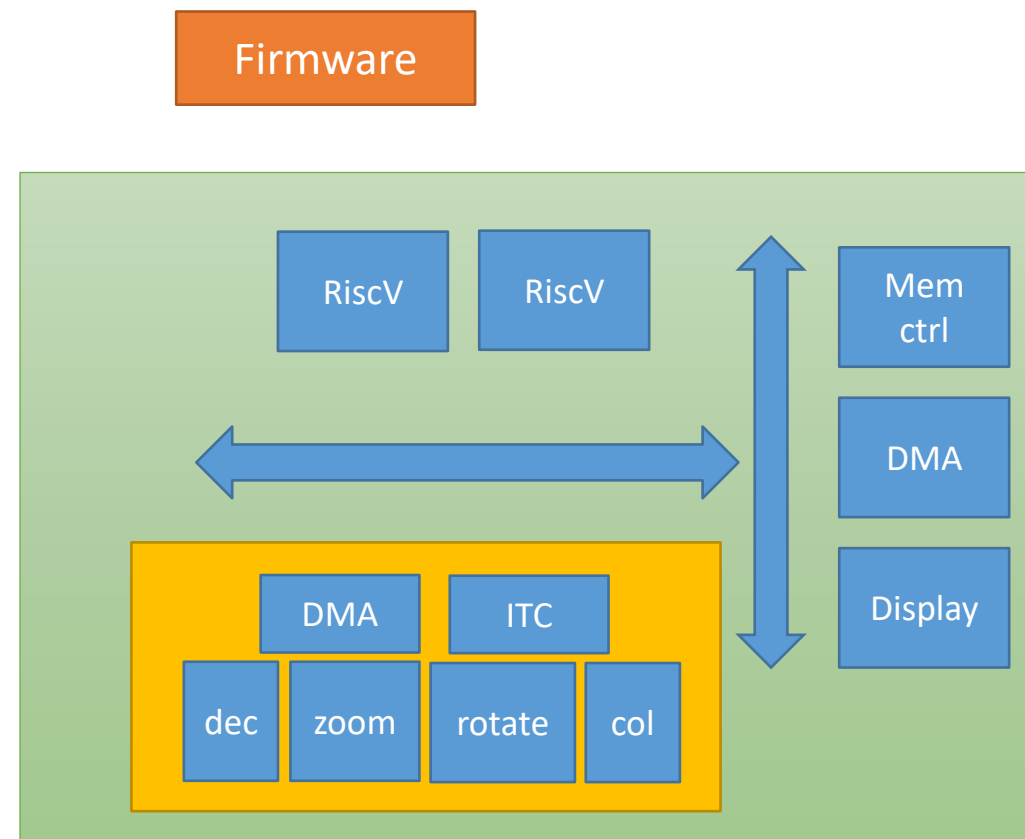 Firmware
RiscV
RiscV
Mem
ctrl
DMA
Display
DMA
ITC
dec
zoom
rotate
col